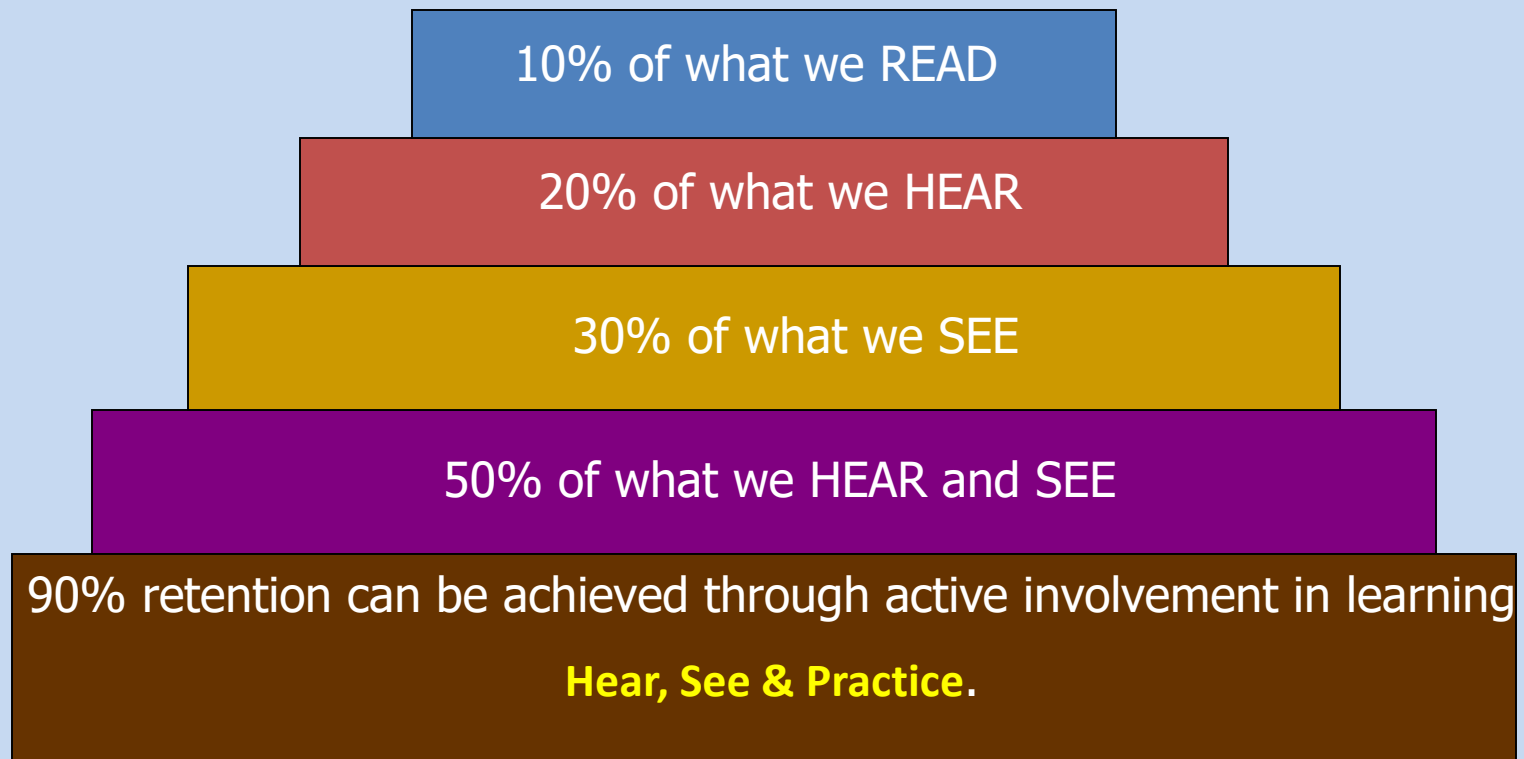 10% of what we READ
20% of what we HEAR
30% of what we SEE
50% of what we HEAR and SEE
90% retention can be achieved through active involvement in learning
Hear, See & Practice.